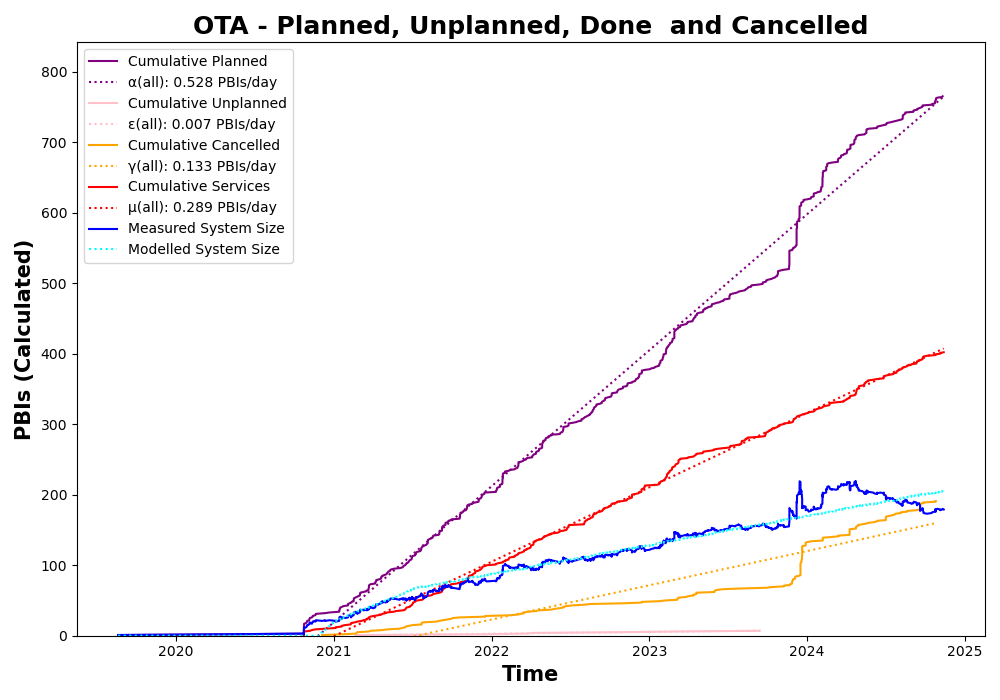 OTA - Planned, Unplanned, Done  and Cancelled
PBIs (Calculated)
800
700
600
500
400
300
200
100
0
Cumulative Planned
α(all): 0.528 PBIs/day
Cumulative Unplanned
ε(all): 0.007 PBIs/day
Cumulative Cancelled
γ(all): 0.133 PBIs/day
Cumulative Services
μ(all): 0.289 PBIs/day
Measured System Size
Modelled System Size
2020 2021 2022 2023 2024 2025
Time